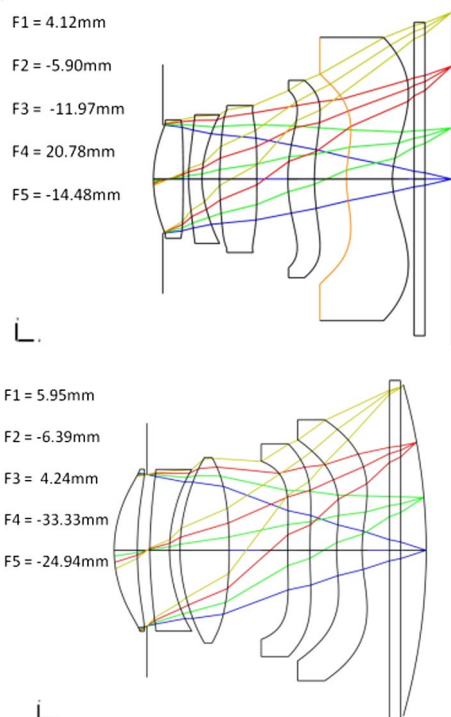 F1 = 4.12mm
F2 = -5.90mm
F3 = -11.97mm
F4 = 20.78mm
F5 = -14.48mm
F1 = 5.95mm
F2 = -6.39mm
F3 = 4.24mm
F4 = -33.33mm
F5 = -24.94mm